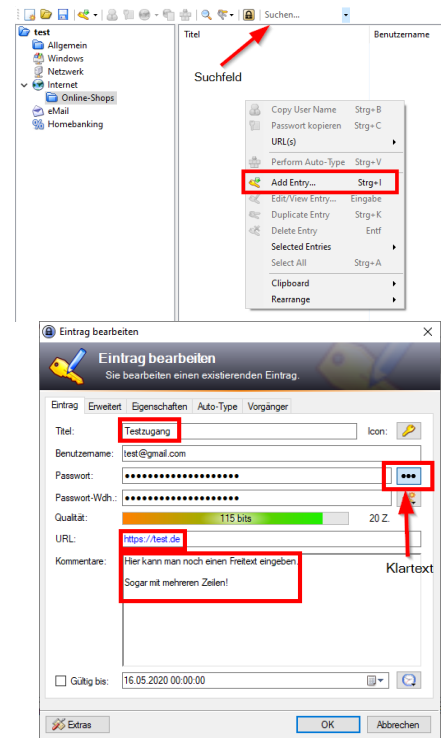 Suchen...
test
Titel
Benutzername
Allgemein
Windows
Netzwerk
Internet
Online-Shops
eMail
Homebanking
Suchfeld
Copy User Name Strg+B
Passwort kopieren Strg+C
URL(s)
Perform Auto-Type Strg+V
Add Entry... Strg+I
Edit/View Entry... Eingabe
Duplicate Entry Strg+K
Delete Entry Entf
Selected Entries
Select All Strg+A
Clipboard
Rearrange
Eintrag bearbeiten
Eintrag bearbeiten
Sie bearbeiten einen existierenden Eintrag.
Eintrag Erweitert Eigenschaften Auto-Type Vorgänger
Titel: Testzugang Icon:
Benutzername: test@gmail.com
Passwort: ●●●●●●●●●●●●●●●●●●●● ●●●
Passwort-Wdh.: ●●●●●●●●●●●●●●●●●●●●
Qualität: 115 bits 20 Z.
URL: https://test.de
Kommentare: Hier kann man noch einen Freitext eingeben.
Sogar mit mehreren Zeilen!
Klartext
Gültig bis: 16.05.2020 00:00:00
Extras OK Abbrechen